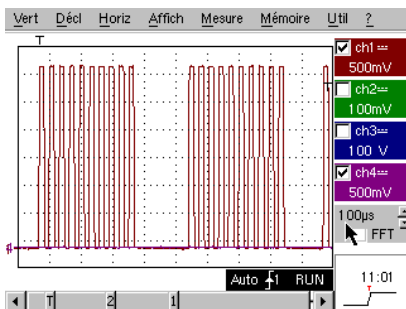 Vert Décl Horiz Affich Mesure Mémoire Util ?
T
ch1
500mV
ch2
100mV
ch3
100 V
ch4
500mV
100µs
FFT
Auto 1 RUN
11:01
T 2 1